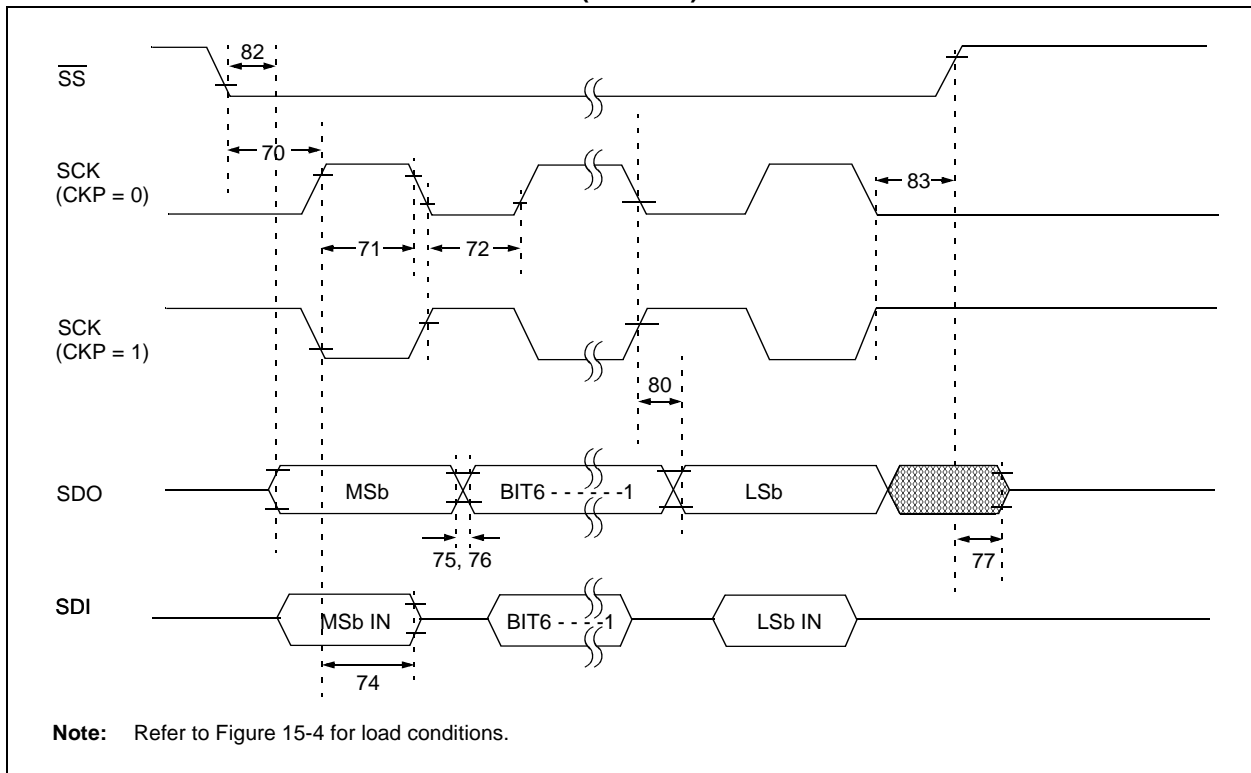 82
SS
70
SCK
(CKP = 0)
83
71
72
SCK
(CKP = 1)
80
SDO
MSb
BIT6 - - - - - -1
LSb
75, 76
77
SDI
MSb IN
BIT6 - - - -1
LSb IN
74
Note: Refer to Figure 15-4 for load conditions.